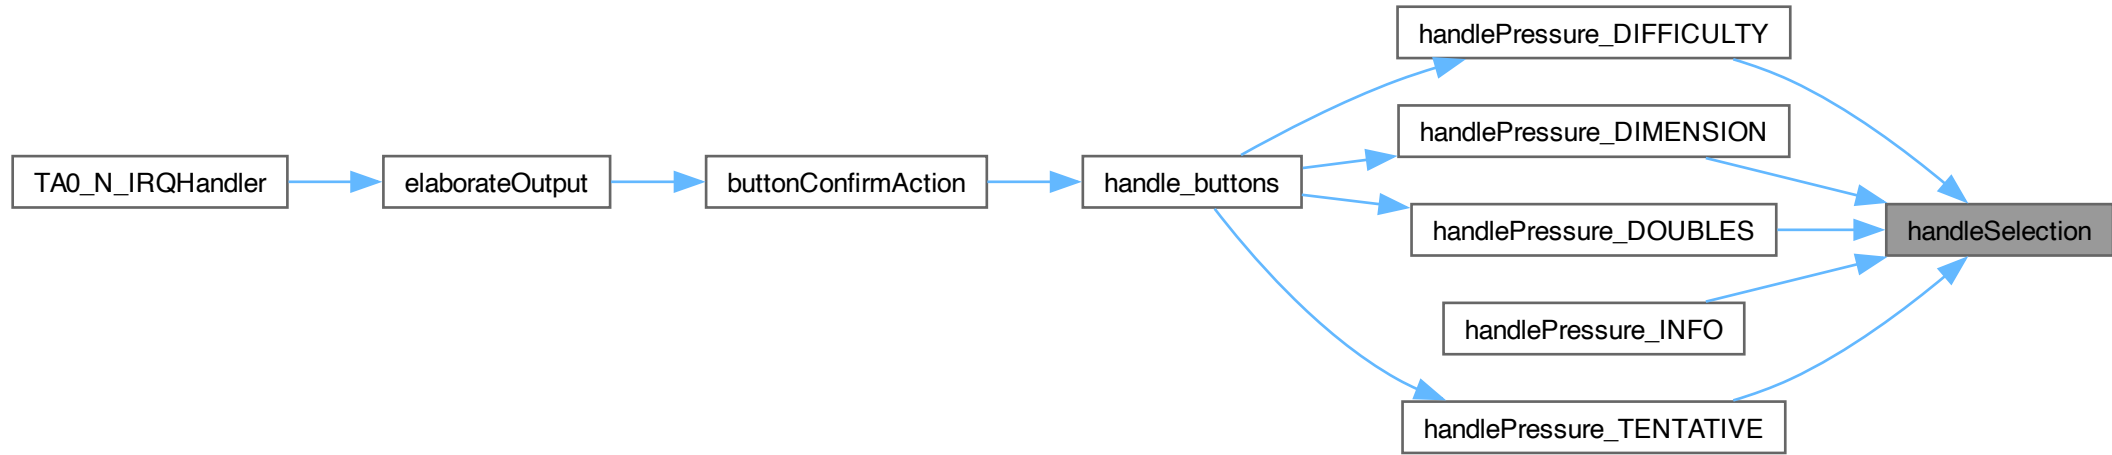 TA0_N_IRQHandler
elaborateOutput
buttonConfirmAction
handle_buttons
handlePressure_DIFFICULTY
handlePressure_DIMENSION
handlePressure_DOUBLES
handlePressure_INFO
handlePressure_TENTATIVE
handleSelection